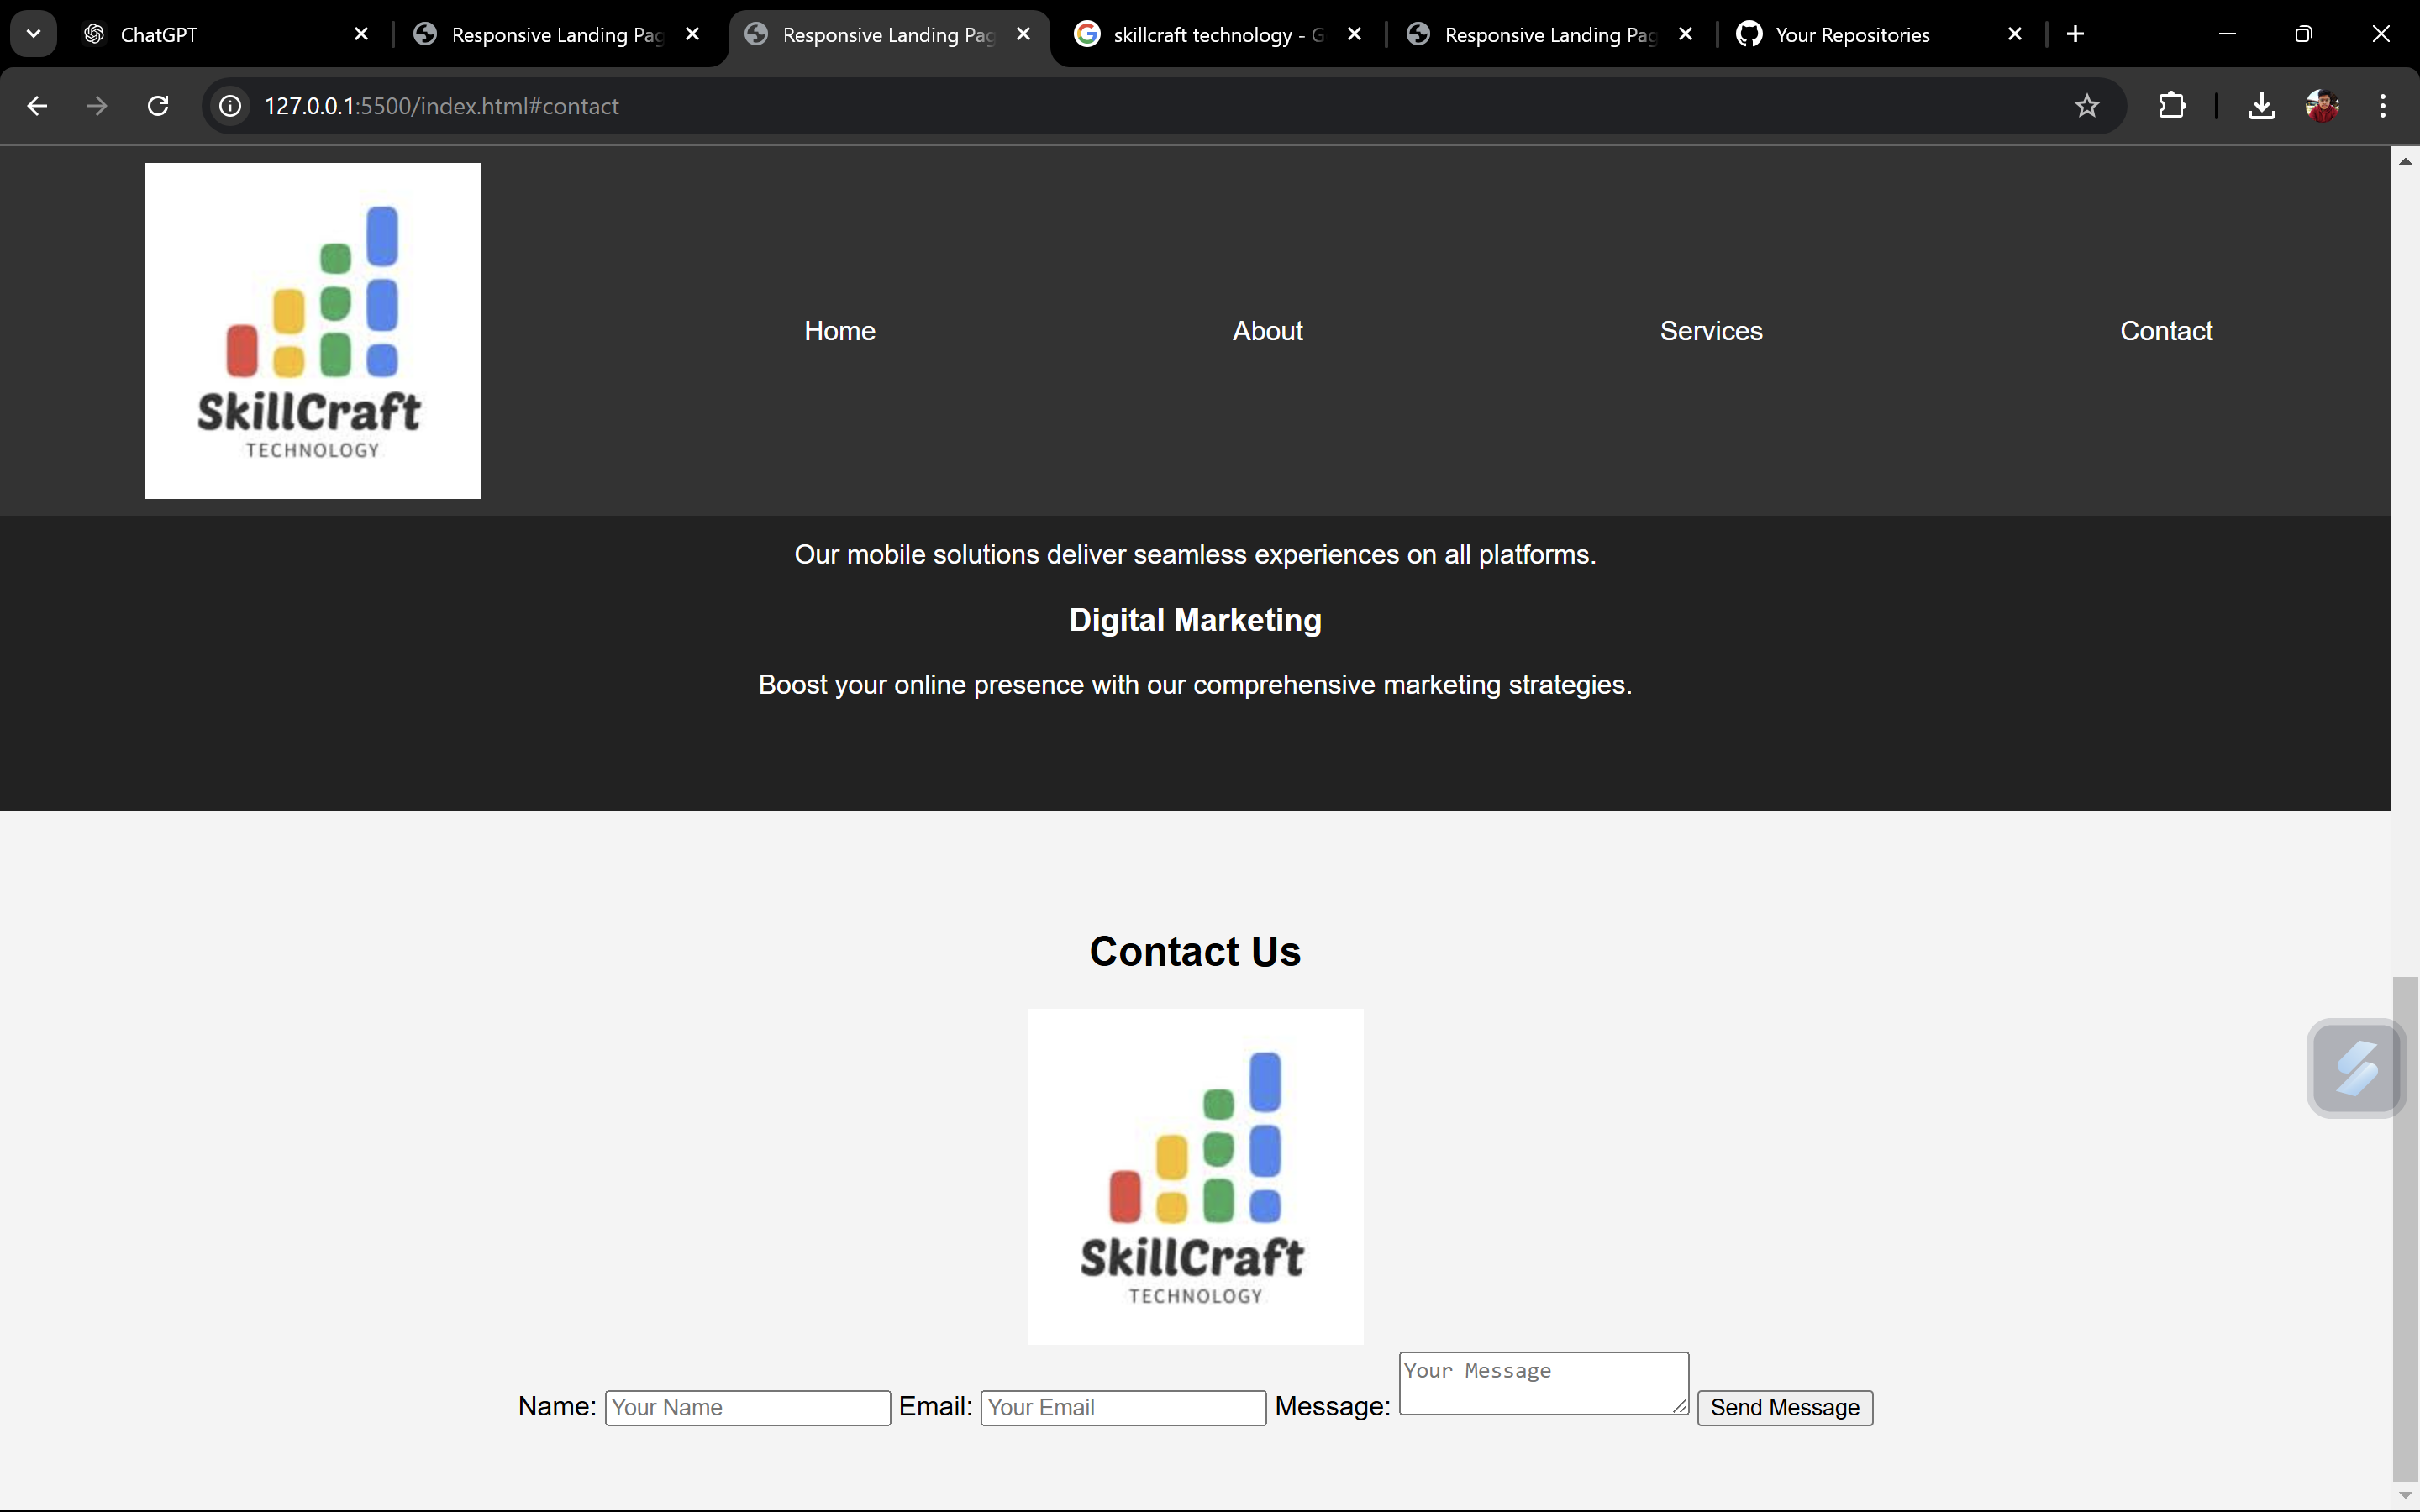 ChatGPT
Responsive Landing Pag
Responsive Landing Pag
skillcraft technology - G
Responsive Landing Pag
Your Repositories
127.0.0.1:5500/index.html#contact
SkillCraft
TECHNOLOGY
Home
About
Services
Contact
Our mobile solutions deliver seamless experiences on all platforms.
Digital Marketing
Boost your online presence with our comprehensive marketing strategies.
Contact Us
SkillCraft
TECHNOLOGY
Name: Your Name Email: Your Email Message: Your Message Send Message